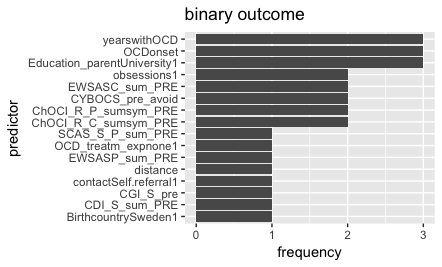 binary outcome
yearswithOCD
OCDonset
Education_parentUniversity1
obsessions1
EWSASC_sum_PRE
CYBOCS_pre_avoid
ChOCI_R_P_sumsym_PRE
ChOCI_R_C_sumsym_PRE
SCAS_S_P_sum_PRE
OCD_treatm_expnone1
EWSASP_sum_PRE
distance
contactSelf.referral1
CGI_S_pre
CDI_S_sum_PRE
BirthcountrySweden1
predictor
0 1 2 3
frequency